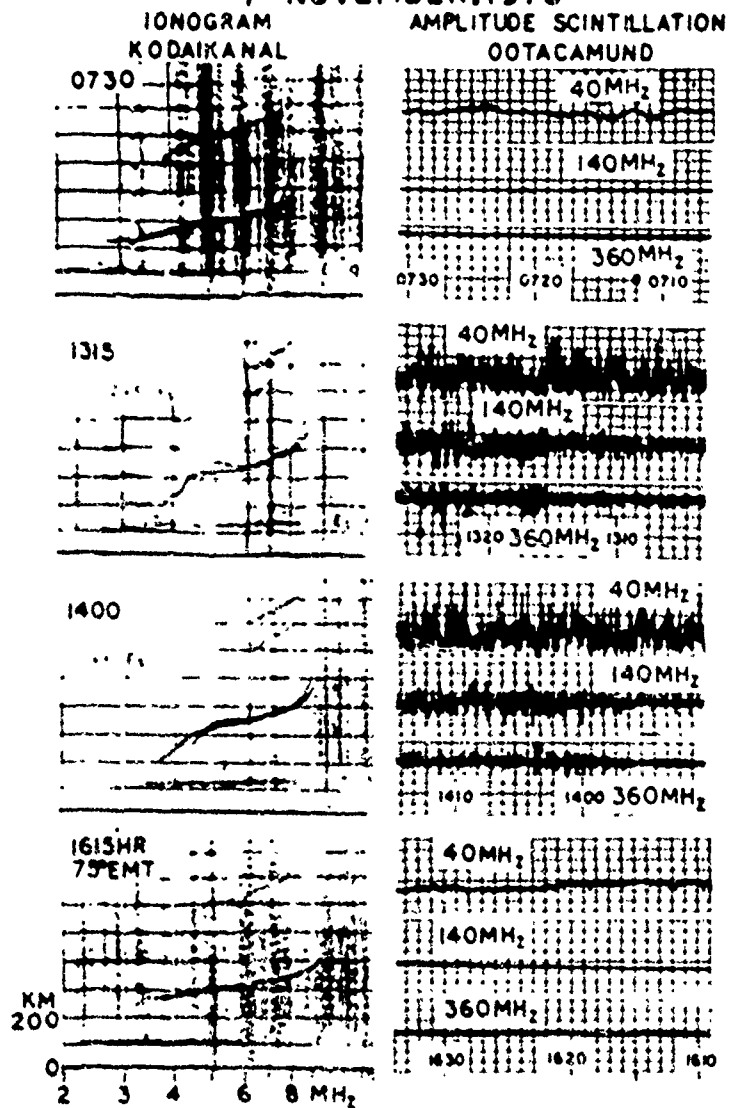 IONOGRAM
KODAIKANAL
AMPLITUDE SCINTILLATION
OOTACAMUND
0730
40MHz
140MHz
360MHz
0730 0720 0710
1315
40MHz
140MHz
1320 360MHz 1310
1400
Es
40MHz
140MHz
1410 1400 360MHz
1615HR
75°EMT
KM
200
0
2 3 4 6 8 MHz
40MHz
140MHz
360MHz
1630 1620 1610